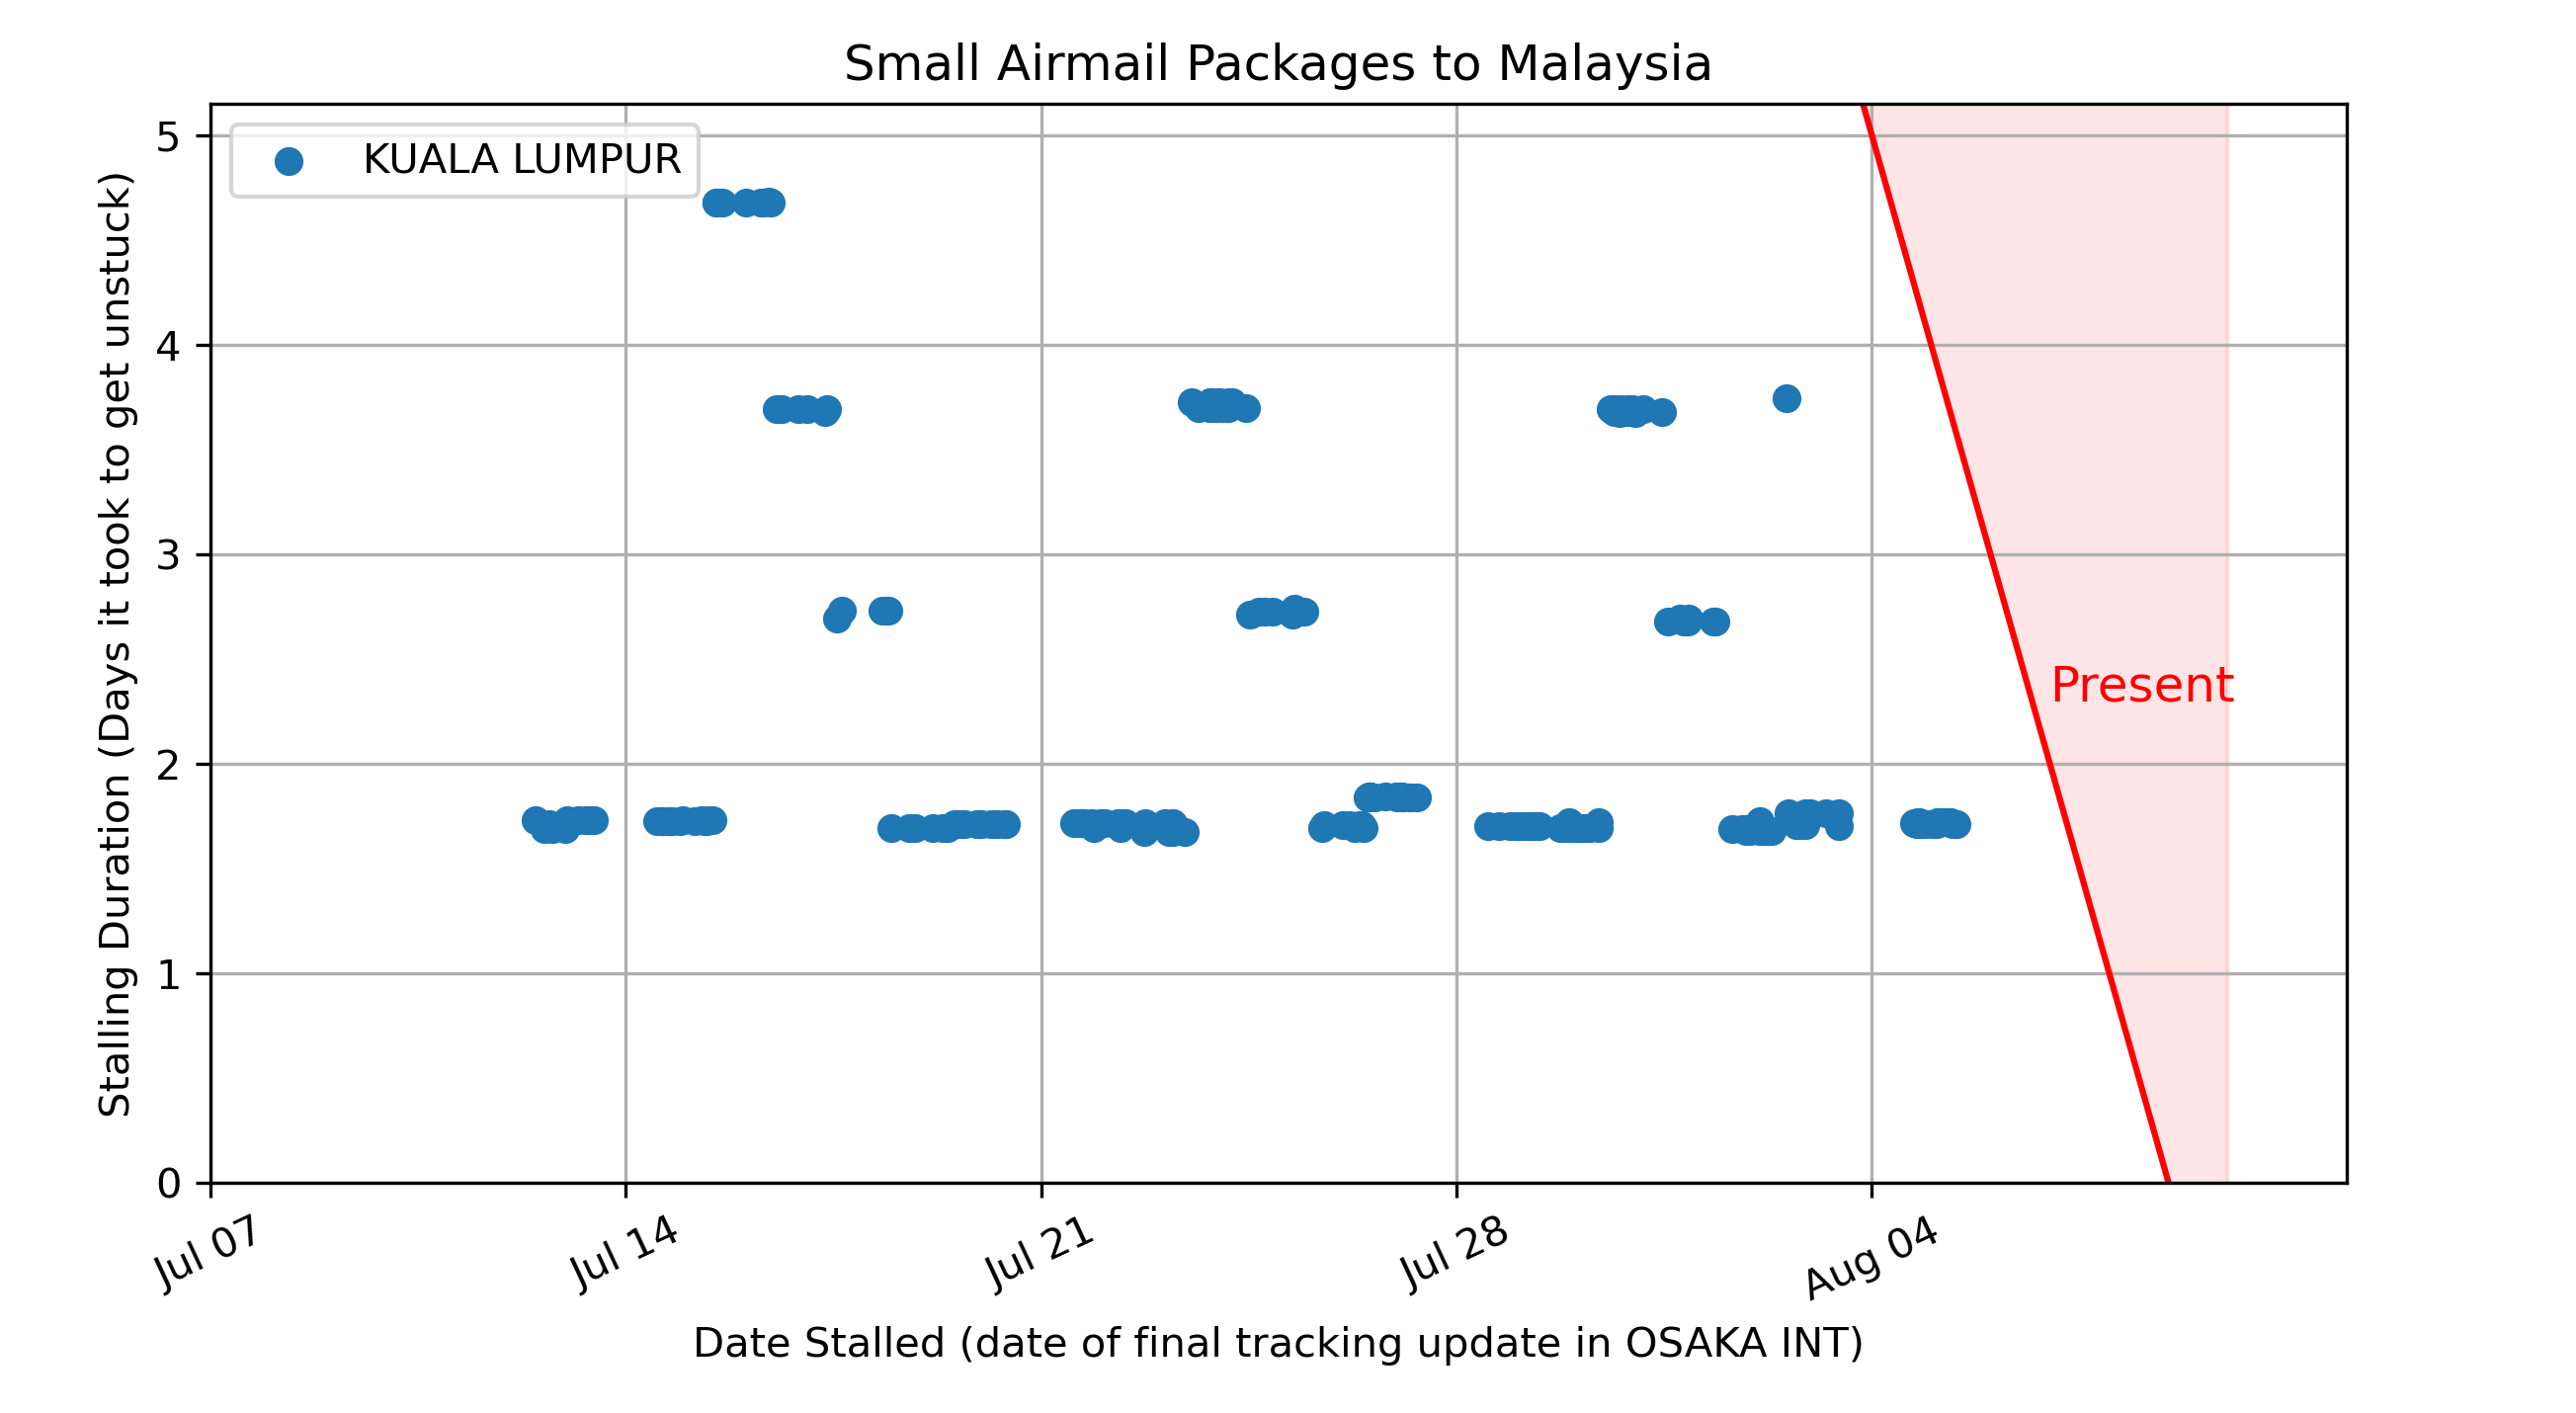 Small Airmail Packages to Malaysia
Stalling Duration (Days it took to get unstuck)
5
4
3
2
1
0
KUALA LUMPUR
Present
Jul 07
Jul 14
Jul 21
Jul 28
Aug 04
Date Stalled (date of final tracking update in OSAKA INT)